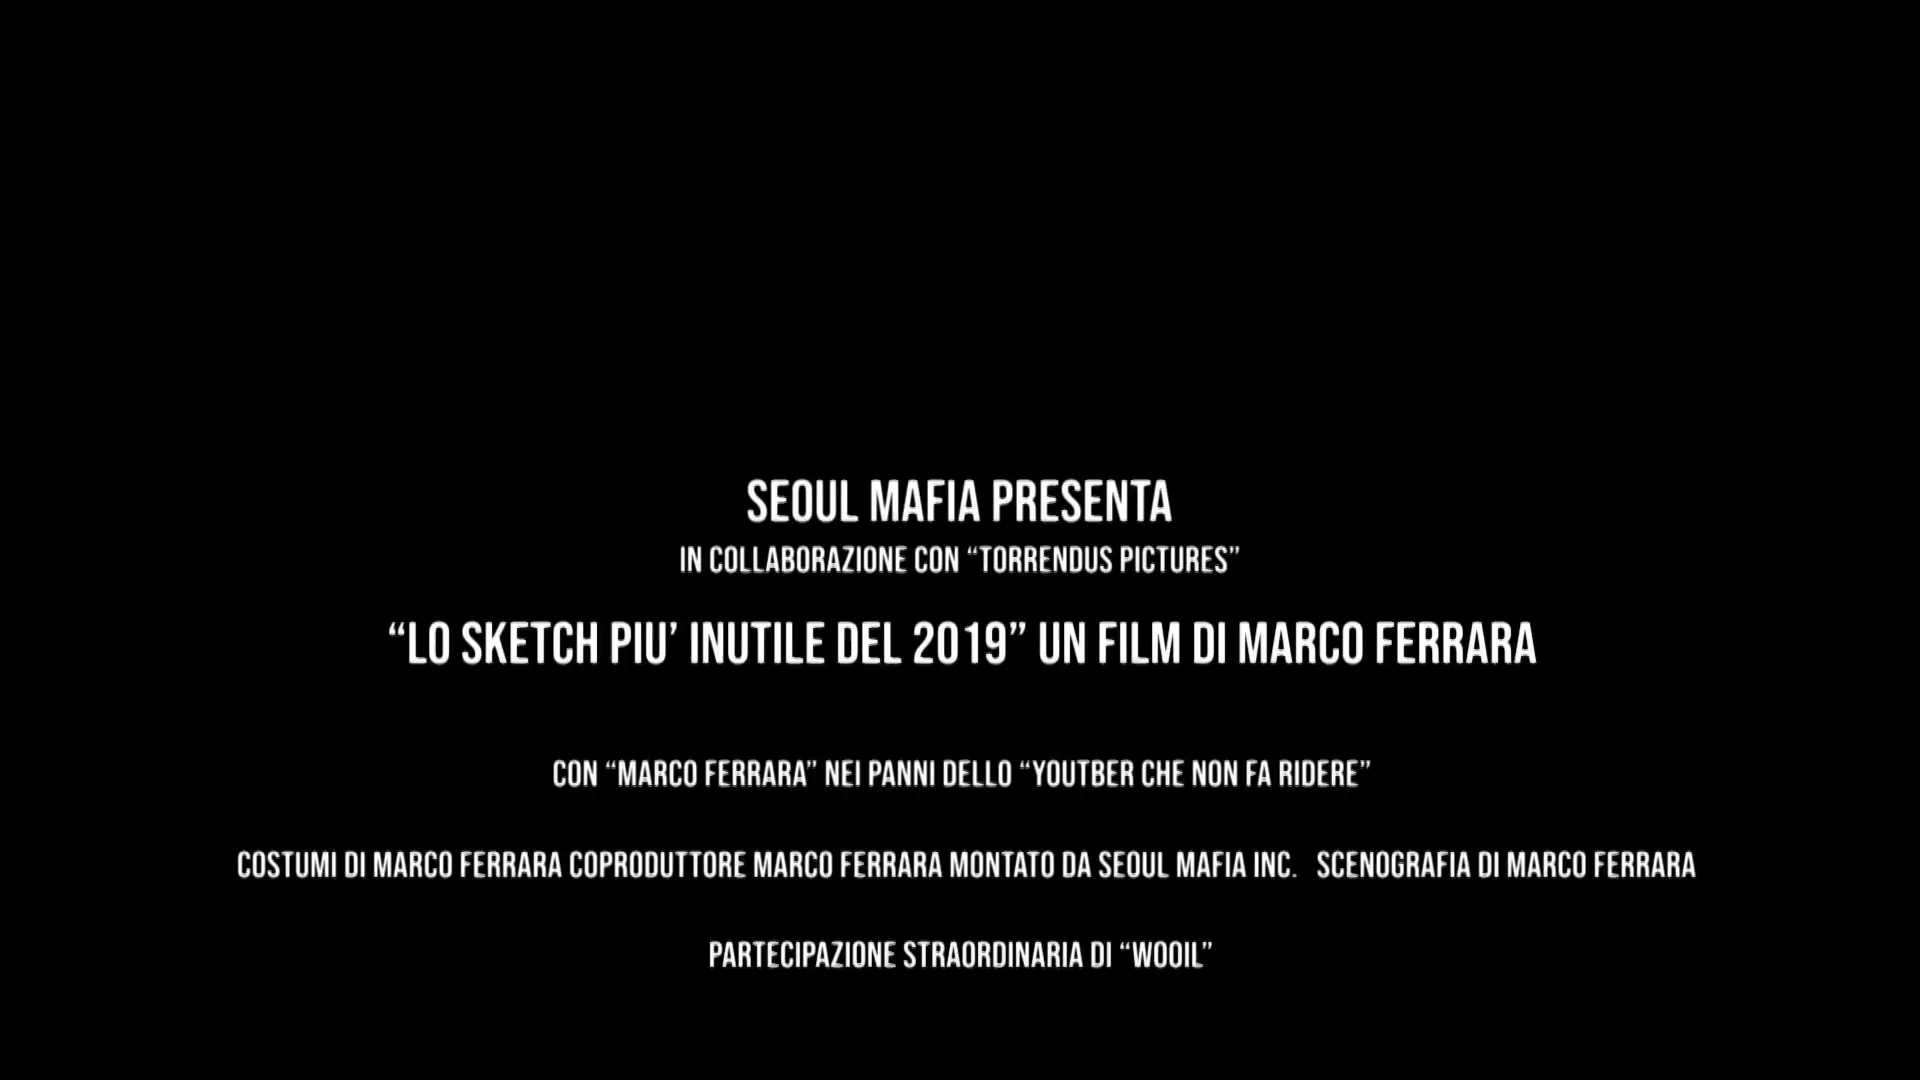 SEOUL MAFIA PRESENTA
IN COLLABORAZIONE CON “TORRENDUS PICTURES”
“LO SKETCH PIU’ INUTILE DEL 2019” UN FILM DI MARCO FERRARA
CON “MARCO FERRARA” NEI PANNI DELLO “YOUTBER CHE NON FA RIDERE”
COSTUMI DI MARCO FERRARA COPRODUTTORE MARCO FERRARA MONTATO DA SEOUL MAFIA INC. SCENOGRAFIA DI MARCO FERRARA
PARTECIPAZIONE STRAORDINARIA DI “WOOIL”